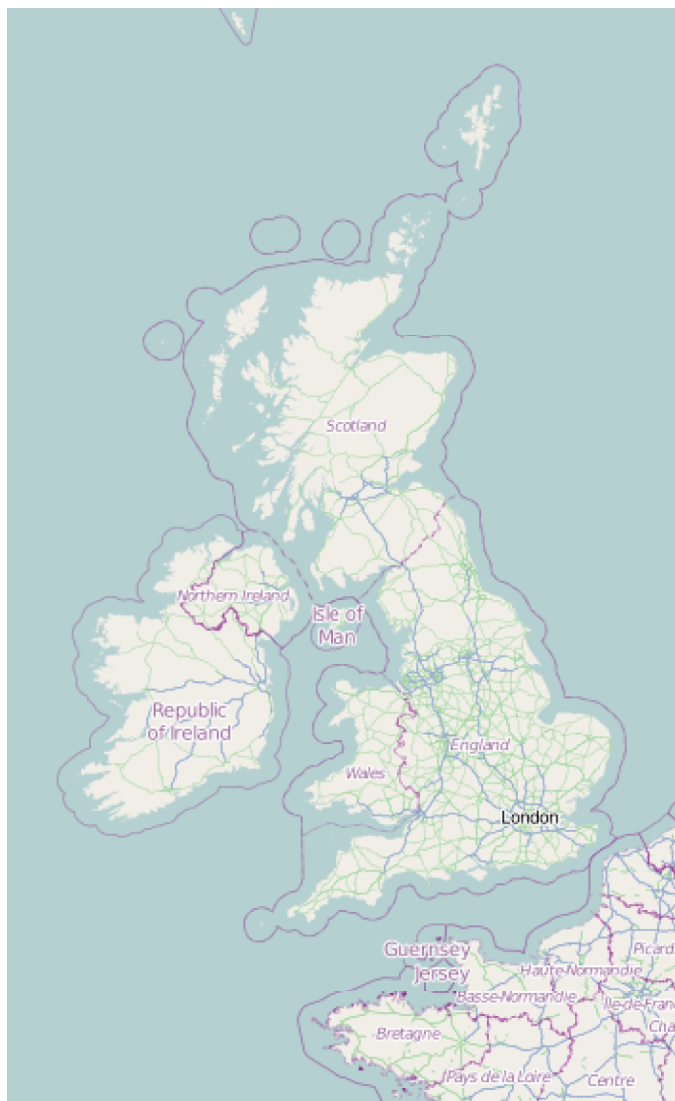 Scotland
Northern Ireland
Isle of
Man
Republic
of Ireland
England
Wales
London
Guernsey
Jersey
Picard
Haute-Normandie
Basse-Normandie
Ile-de-Fran
Cha
Bretagne
Pays de la Loire
Centre